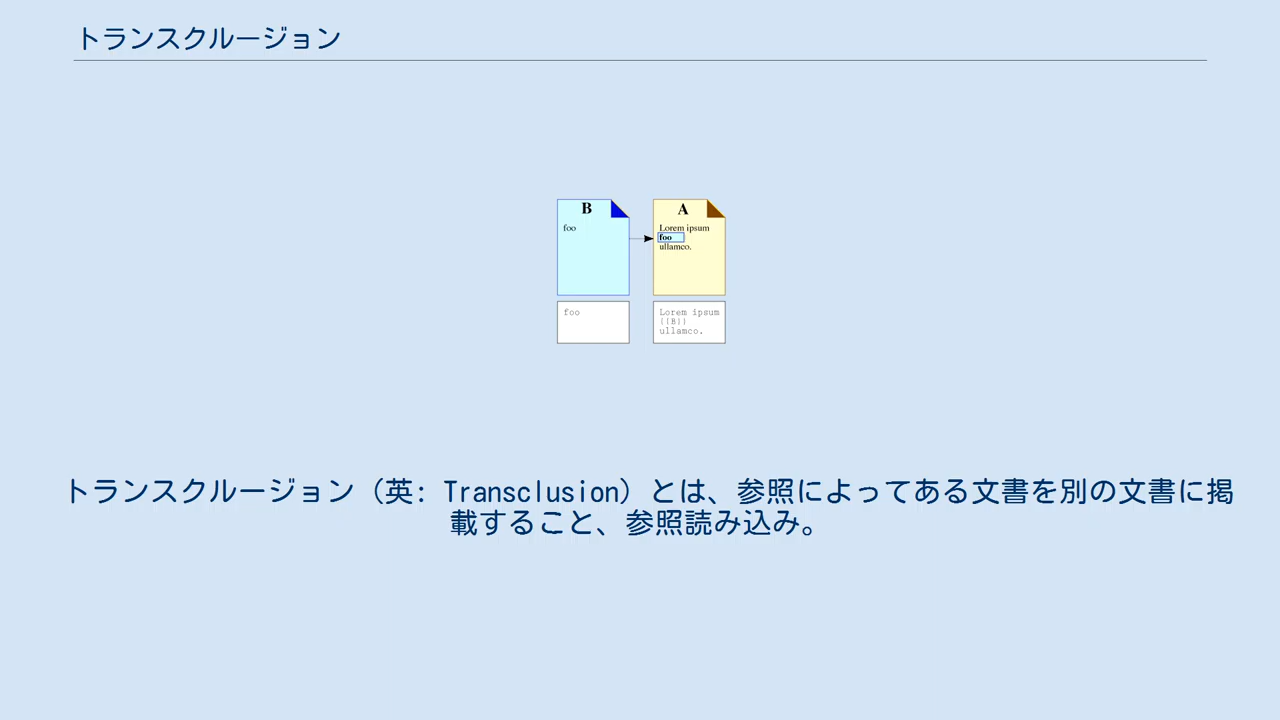 トランスクルージョン
B
foo
A
Lorem ipsum
foo
ullamco.
foo
Lorem ipsum
{{B}}
ullamco.
トランスクルージョン（英: Transclusion）とは、参照によってある文書を別の文書に掲
載すること、参照読み込み。